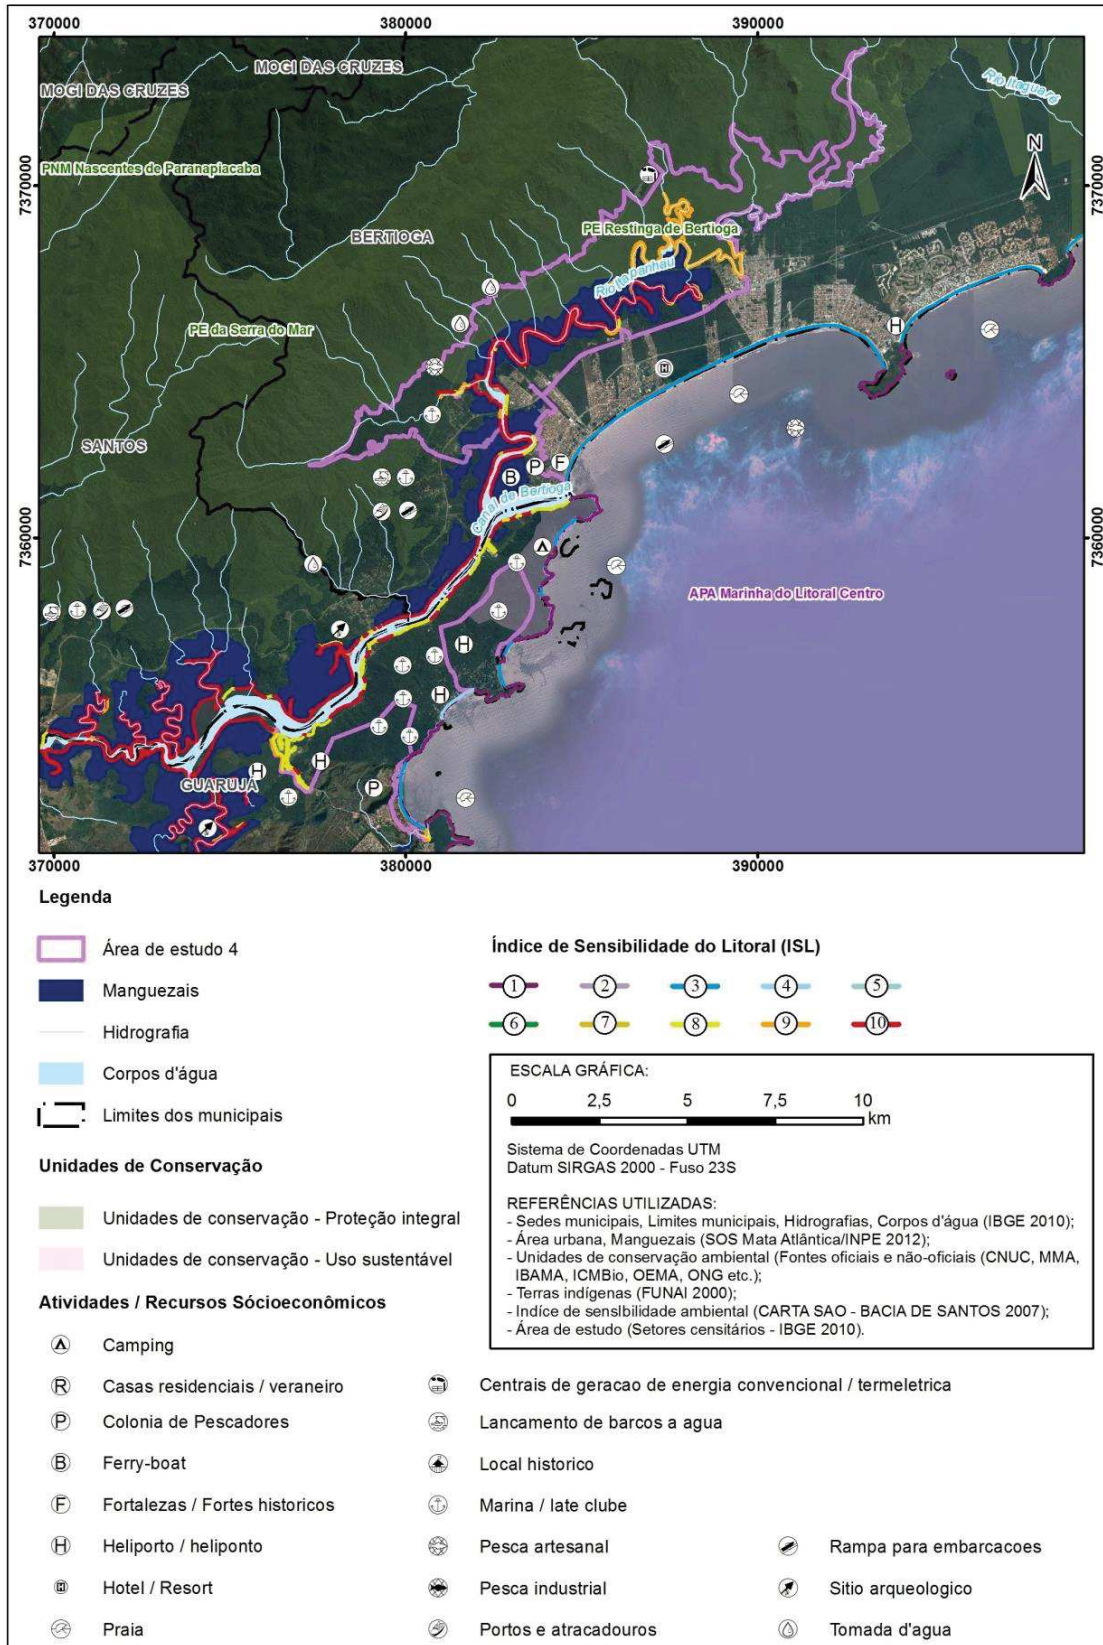 370000
380000
390000
MOGI DAS CRUZES
MOGI DAS CRUZES
Rio Itaguaré
N
PNM Nascentes de Paranapiacaba
7370000
7370000
PE Restinga de Bertioga
BERTIOGA
Rio Itapanhau
PE da Serra do Mar
H
H
SANTOS
P
F
B
Canal de Bertioga
7360000
7360000
APA Marinha do Litoral Centro
H
H
H
H
GUARUJÁ
P
370000
380000
390000
Legenda
Área de estudo 4
Manguezais
Hidrografia
Corpos d'água
Limites dos municipais
Unidades de Conservação
Unidades de conservação - Proteção integral
Unidades de conservação - Uso sustentável
Índice de Sensibilidade do Litoral (ISL)
1 2 3 4 5
6 7 8 9 10
ESCALA GRÁFICA:
0 2,5 5 7,5 10
km
Sistema de Coordenadas UTM
Datum SIRGAS 2000 - Fuso 23S
REFERÊNCIAS UTILIZADAS:
- Sedes municipais, Limites municipais, Hidrografias, Corpos d'água (IBGE 2010);
- Área urbana, Manguezais (SOS Mata Atlântica/INPE 2012);
- Unidades de conservação ambiental (Fontes oficiais e não-oficiais (CNUC, MMA,
IBAMA, ICMBio, OEMA, ONG etc.);
- Terras indígenas (FUNAI 2000);
- Indíce de sensIbilidade ambiental (CARTA SAO - BACIA DE SANTOS 2007);
- Área de estudo (Setores censitários - IBGE 2010).
Atividades / Recursos Sócioeconômicos
Camping
R Casas residenciais / veraneiro
P Colonia de Pescadores
B Ferry-boat
F Fortalezas / Fortes historicos
H Heliporto / heliponto
H Hotel / Resort
Praia
Centrais de geracao de energia convencional / termeletrica
Lancamento de barcos a agua
Local historico
Marina / Iate clube
Pesca artesanal
Pesca industrial
Portos e atracadouros
Rampa para embarcacoes
Sitio arqueologico
Tomada d'agua